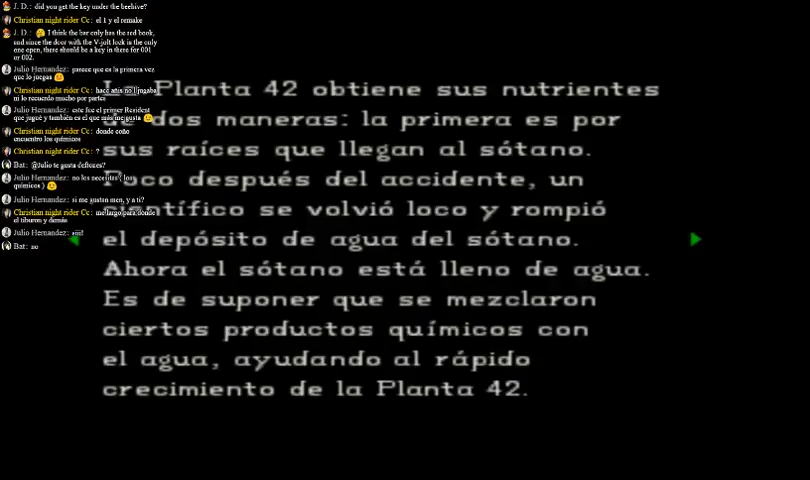 J. D.: did you get the key under the beehive?
Christian night rider Cc: el 1 y el remake
J. D.: 🤔 I think the bar only has the red book,
and since the door with the V-jolt lock is the only
one open, there should be a key in there for 001
or 002.
Julio Hernandez: parece que es la primera vez
que lo juegas
Christian night rider Cc: hace años no l jugaba
ni lo recuerdo mucho por partes
Julio Hernandez: este fue el primer Resident
que jugué y también es el que más me gusta
Christian night rider Cc: donde coño
encuentro los químicos
Christian night rider Cc: ?
Bat: @Julio te gusta deftones?
Julio Hernandez: no los necesitas ( los
químicos )
Julio Hernandez: si me gustan men, y a ti?
Christian night rider Cc: me largo para donde
el tiburon y demás
Julio Hernandez:
Bat: no
Planta 42 obtiene sus nutrientes
dos maneras: la primera es por
sus raíces que llegan al sótano.
Poco después del accidente, un
científico se volvió loco y rompió
el depósito de agua del sótano.
Ahora el sótano está lleno de agua.
Es de suponer que se mezclaron
ciertos productos químicos con
el agua, ayudando al rápido
crecimiento de la Planta 42.